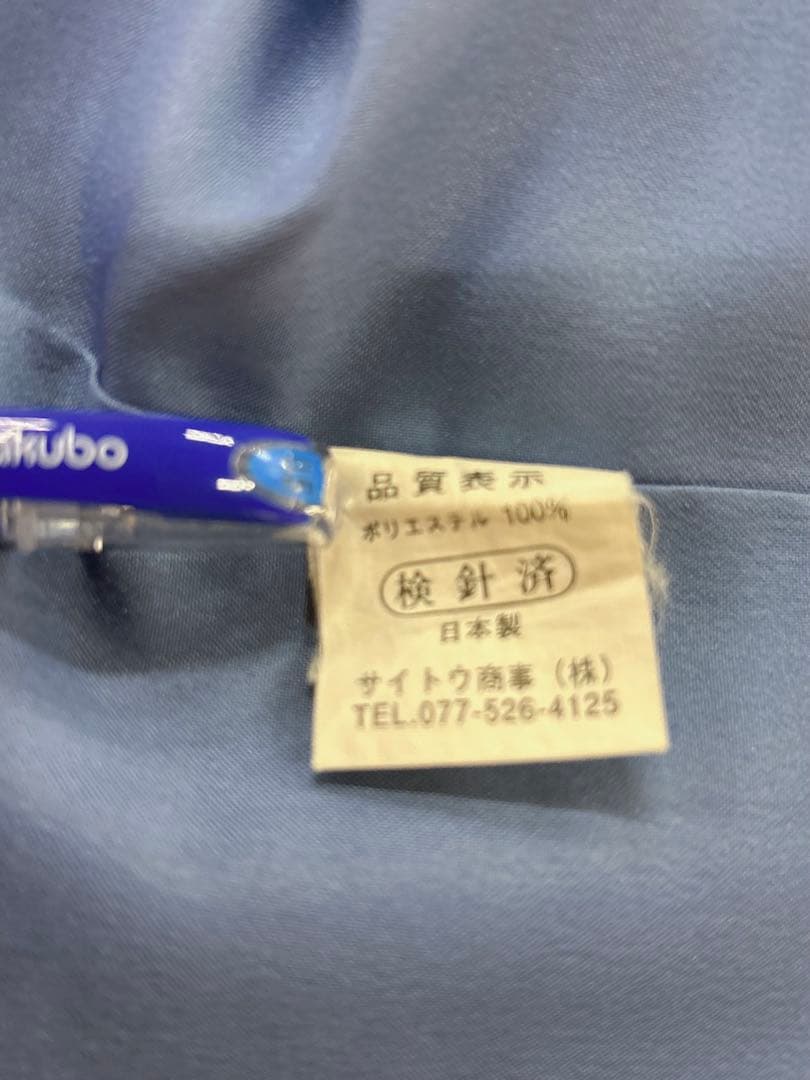 品質表示
ポリエステル 100%
検針済
日本製
サイトウ商事(株)
TEL.077-526-4125